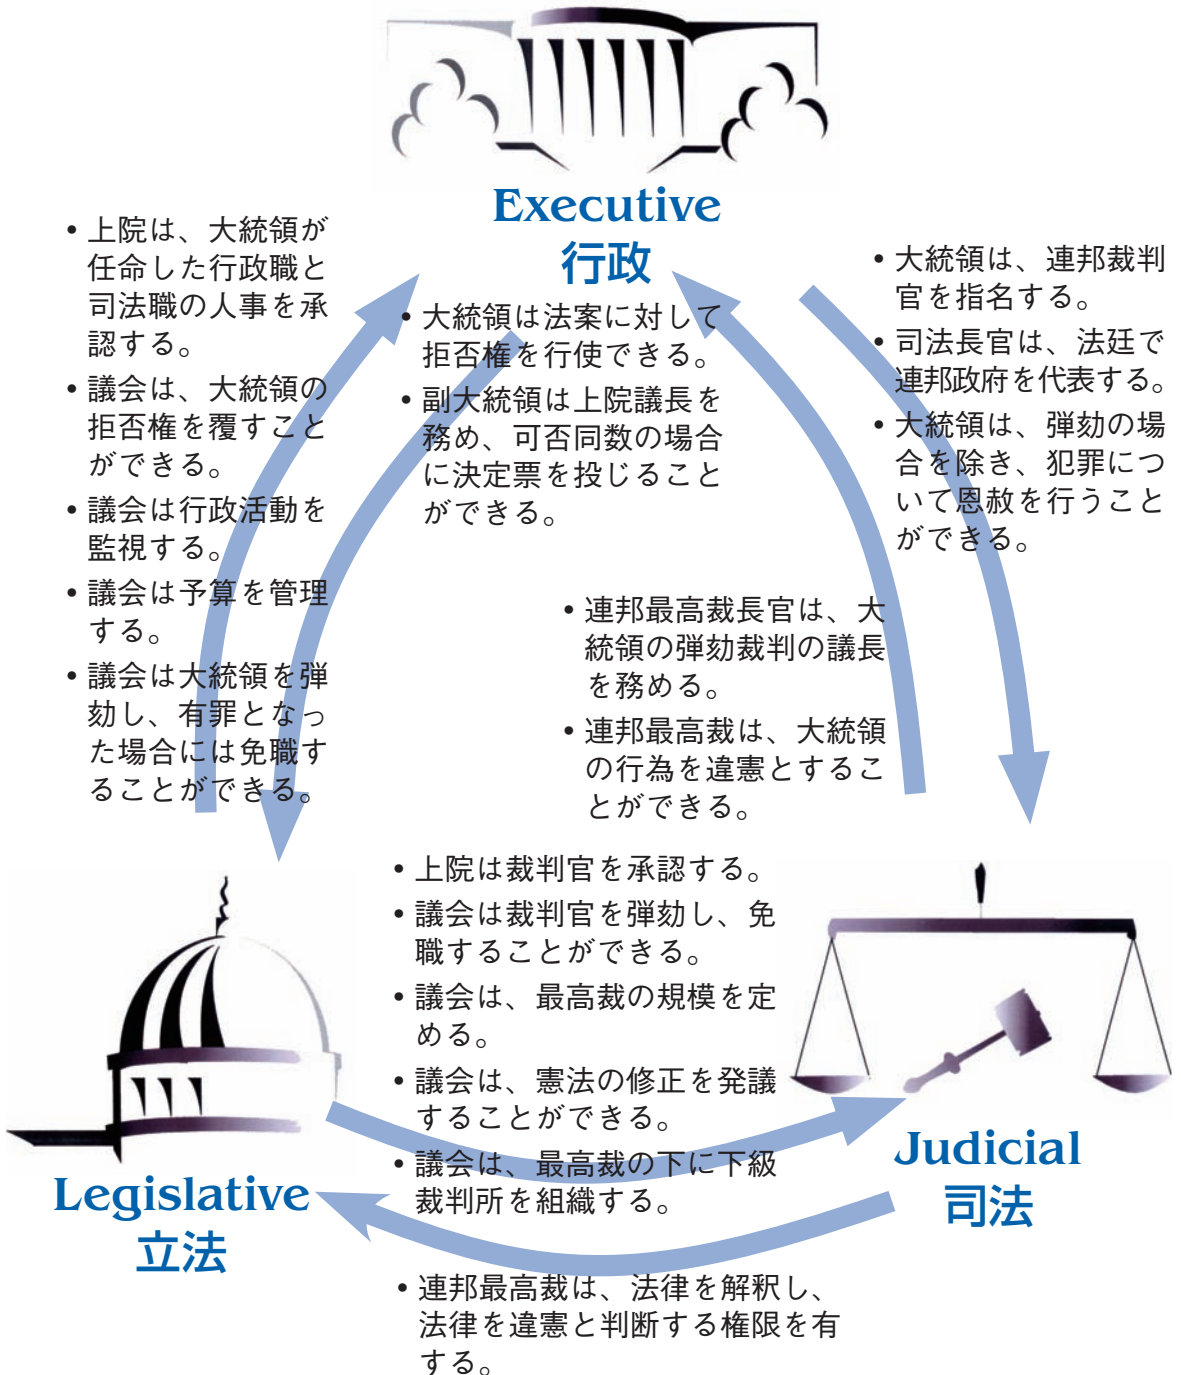 Executive
行政
• 上院は、大統領が
任命した行政職と
司法職の人事を承
認する。
• 議会は、大統領の
拒否権を覆すこと
ができる。
• 議会は行政活動を
監視する。
• 議会は予算を管理
する。
• 議会は大統領を弾
劾し、有罪となっ
た場合には免職す
ることができる。
• 大統領は法案に対して
拒否権を行使できる。
• 副大統領は上院議長を
務め、可否同数の場合
に決定票を投じること
ができる。
• 大統領は、連邦裁判
官を指名する。
• 司法長官は、法廷で
連邦政府を代表する。
• 大統領は、弾劾の場
合を除き、犯罪につ
いて恩赦を行うこと
ができる。
• 連邦最高裁長官は、大
統領の弾劾裁判の議長
を務める。
• 連邦最高裁は、大統領
の行為を違憲とするこ
とができる。
• 上院は裁判官を承認する。
• 議会は裁判官を弾劾し、免
職することができる。
• 議会は、最高裁の規模を定
める。
• 議会は、憲法の修正を発議
することができる。
• 議会は、最高裁の下に下級
裁判所を組織する。
Legislative
立法
Judicial
司法
• 連邦最高裁は、法律を解釈し、
法律を違憲と判断する権限を有
する。